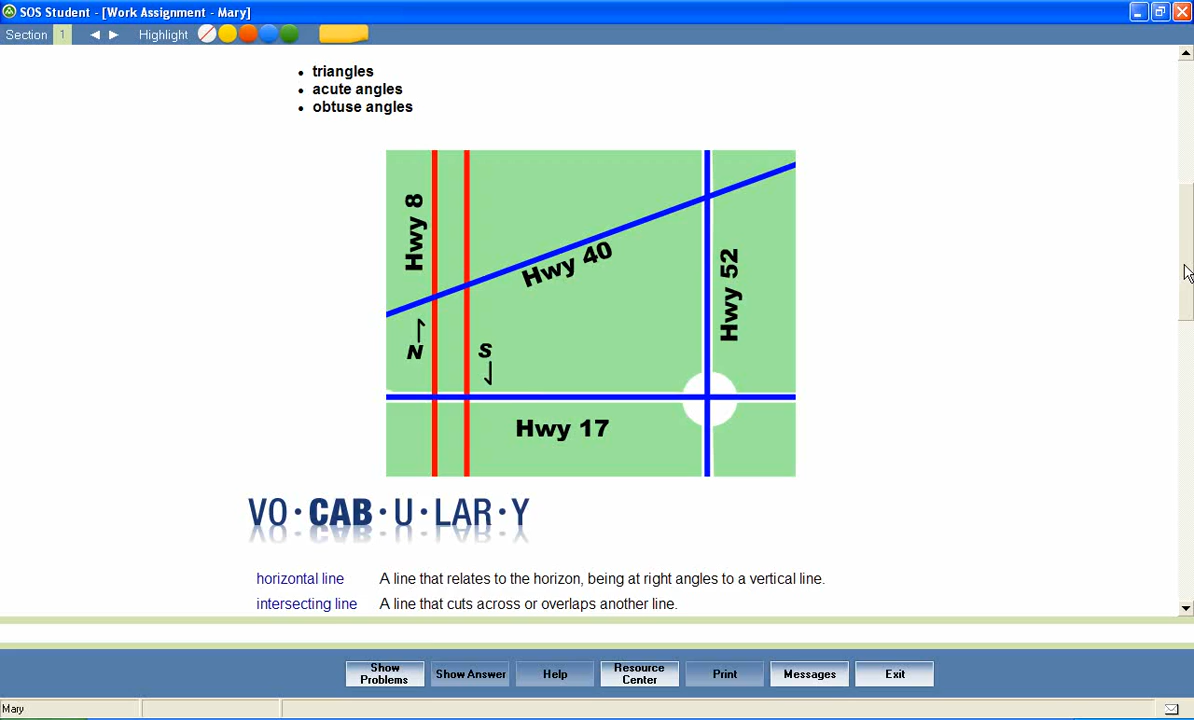 SOS Student - [Work Assignment - Mary]
Section 1 Highlight
triangles
acute angles
obtuse angles
Hwy 8
Hwy 40
Hwy 52
N
S
Hwy 17
VO·CAB·U·LAR·Y
horizontal line A line that relates to the horizon, being at right angles to a vertical line.
intersecting line A line that cuts across or overlaps another line.
Show Problems Show Answer Help Resource Center Print Messages Exit
Mary